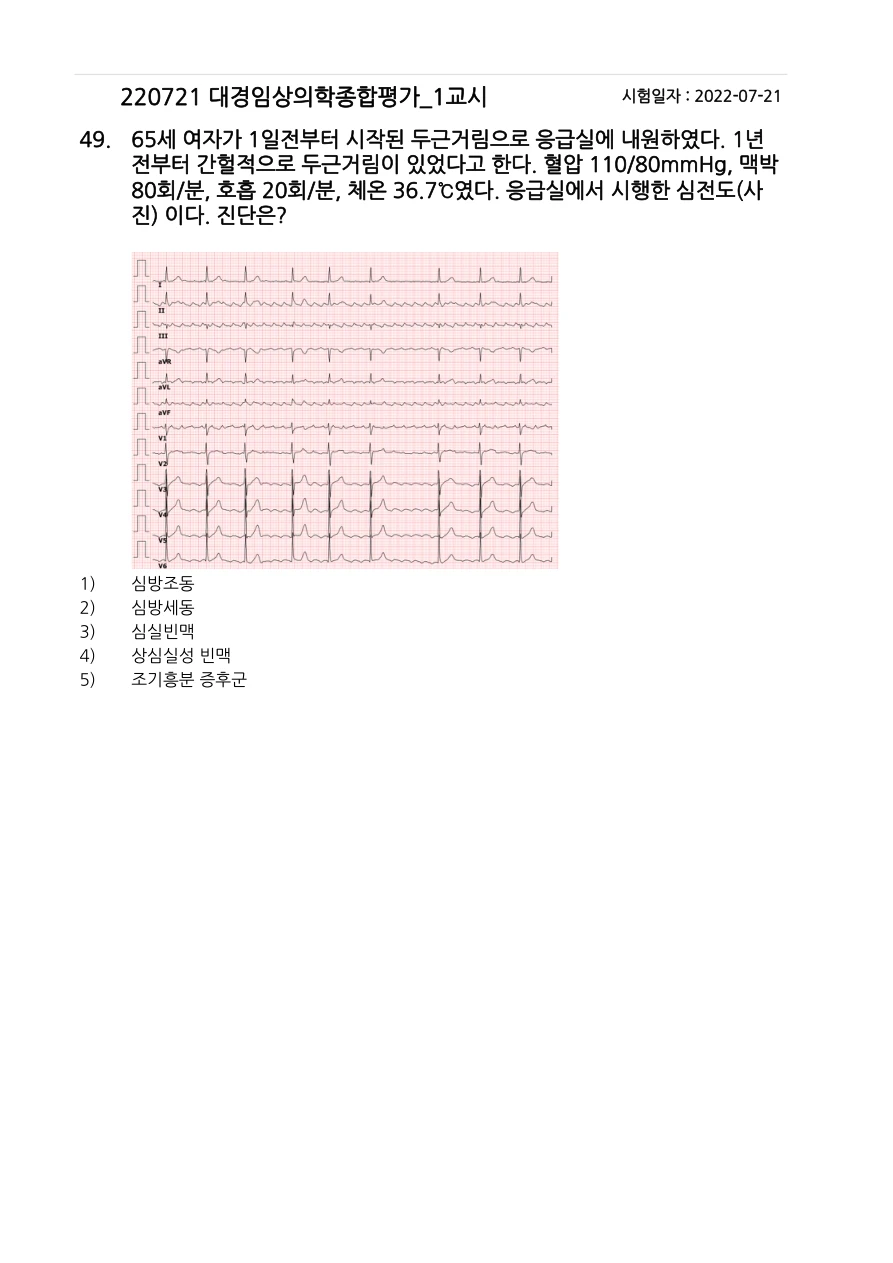 220721 대경임상의학종합평가_1교시 시험일자 : 2022-07-21
49. 65세 여자가 1일전부터 시작된 두근거림으로 응급실에 내원하였다. 1년
전부터 간헐적으로 두근거림이 있었다고 한다. 혈압 110/80mmHg, 맥박
80회/분, 호흡 20회/분, 체온 36.7℃였다. 응급실에서 시행한 심전도(사
진) 이다. 진단은?
I
II
III
aVR
aVL
aVF
V1
V2
V3
V4
V5
V6
1) 심방조동
2) 심방세동
3) 심실빈맥
4) 상심실성 빈맥
5) 조기흥분 증후군